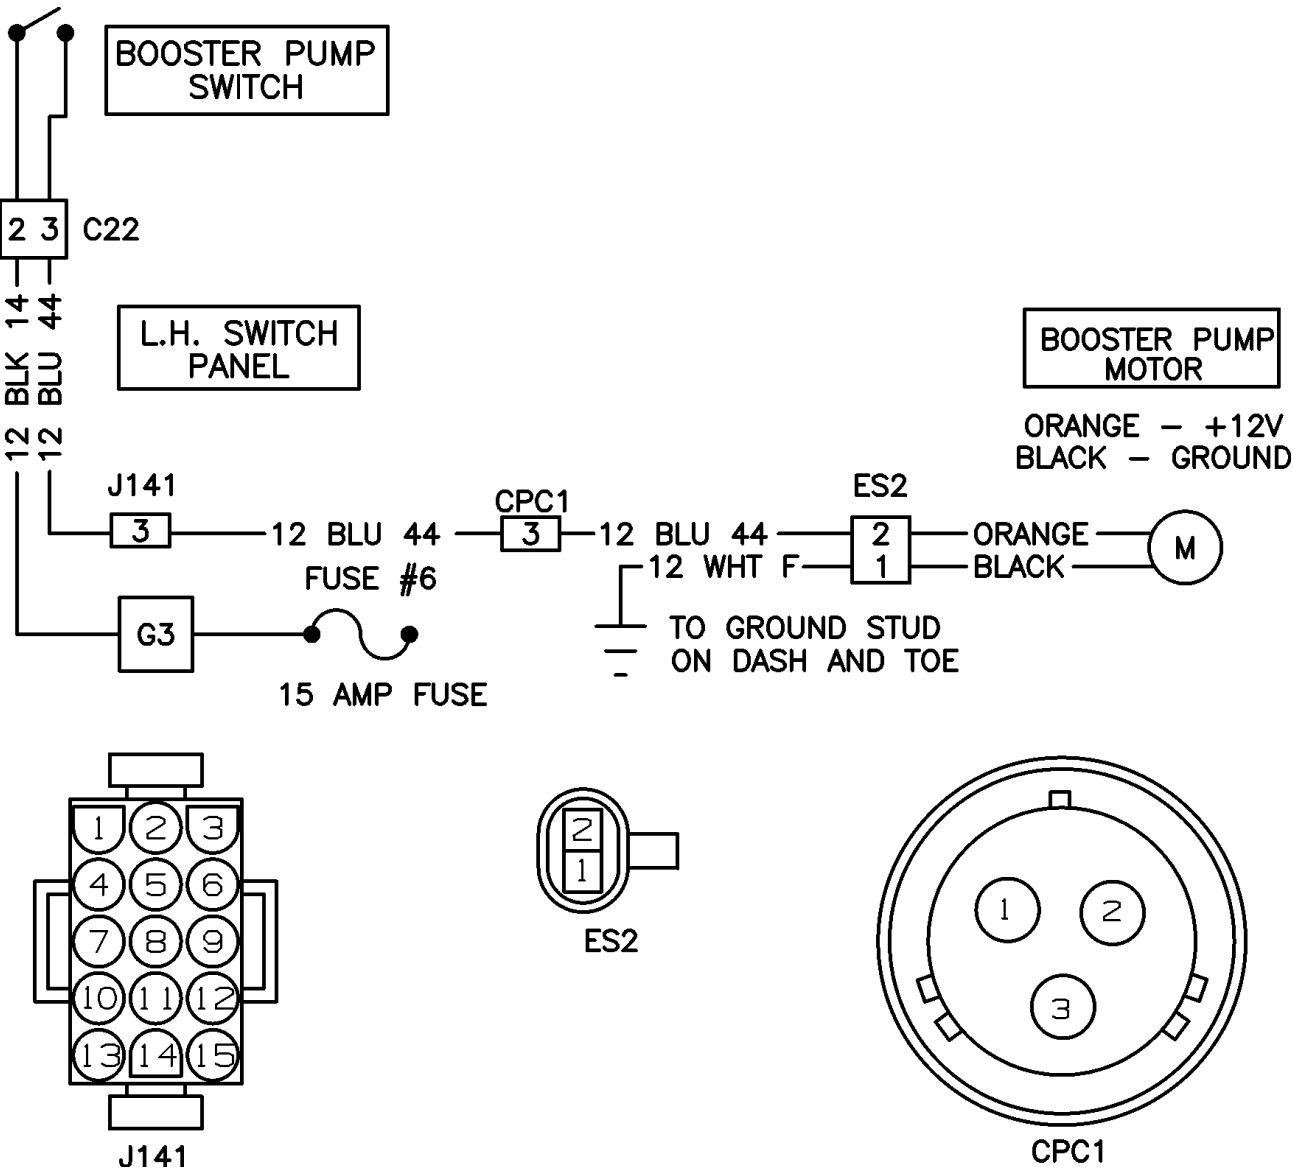 BOOSTER PUMP
SWITCH
2 3 C22
12 BLK 14
12 BLU 44
L.H. SWITCH
PANEL
BOOSTER PUMP
MOTOR
ORANGE - +12V
BLACK - GROUND
J141
3
12 BLU 44
CPC1
3
12 BLU 44
ES2
2
ORANGE
M
12 WHT F
1
BLACK
FUSE #6
G3
15 AMP FUSE
TO GROUND STUD
ON DASH AND TOE
1 2 3
4 5 6
7 8 9
10 11 12
13 14 15
J141
2
1
ES2
1 2
3
CPC1